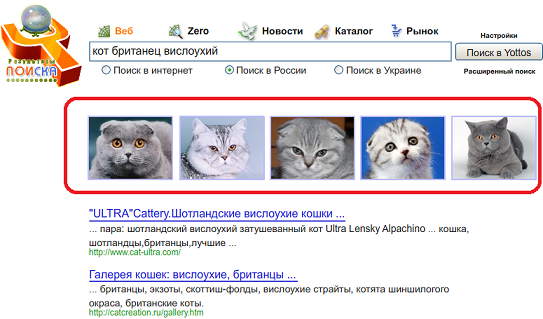 Веб Zero Новости Каталог Рынок
Настройки
кот британец вислоухий
Поиск в Yottos
Результаты
ПОИСКА
Поиск в интернет Поиск в России Поиск в Украине
Расширенный поиск
"ULTRA"Cattery.Шотландские вислоухие кошки ...
... пара: шотландский вислоухий затушеванный кот Ultra Lensky Alpachino ... кошка,
шотландцы,британцы,лучшие ...
http://www.cat-ultra.com/
Галерея кошек: вислоухие, британцы ...
... британцы, экзоты, скоттиш-фолды, вислоухие страйты, котята шиншиллового
окраса, британские коты.
http://catcreation.ru/gallery.htm